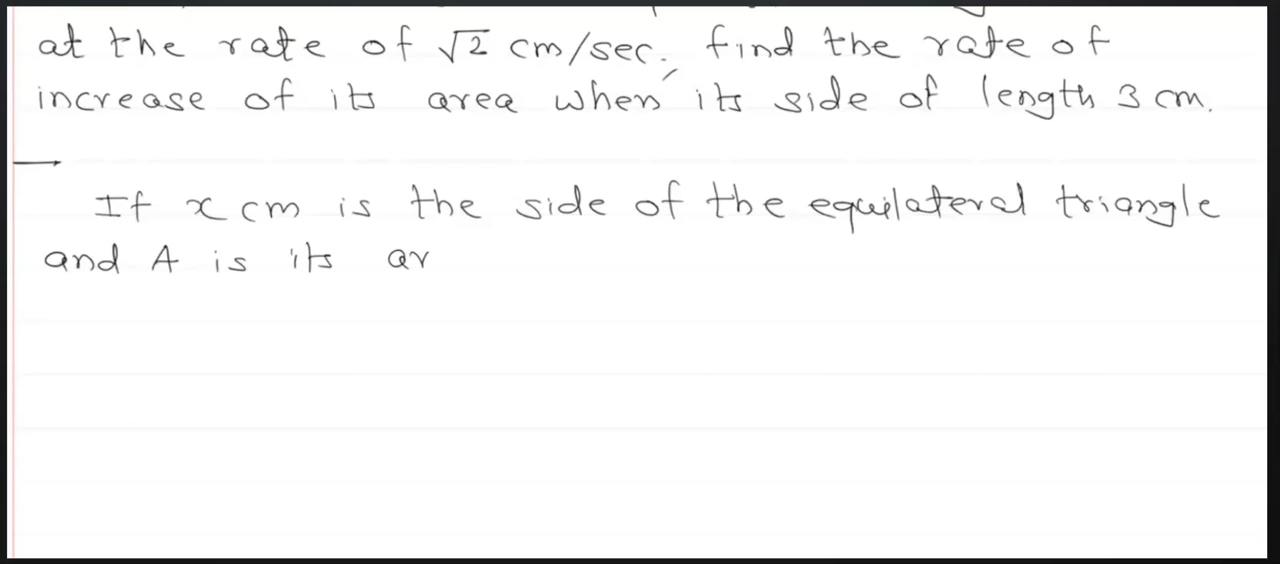 at the rate of √2 cm/sec. find the rate of
increase of its area when its side of length 3 cm.
If x cm is the side of the equilateral triangle
and A is its ar